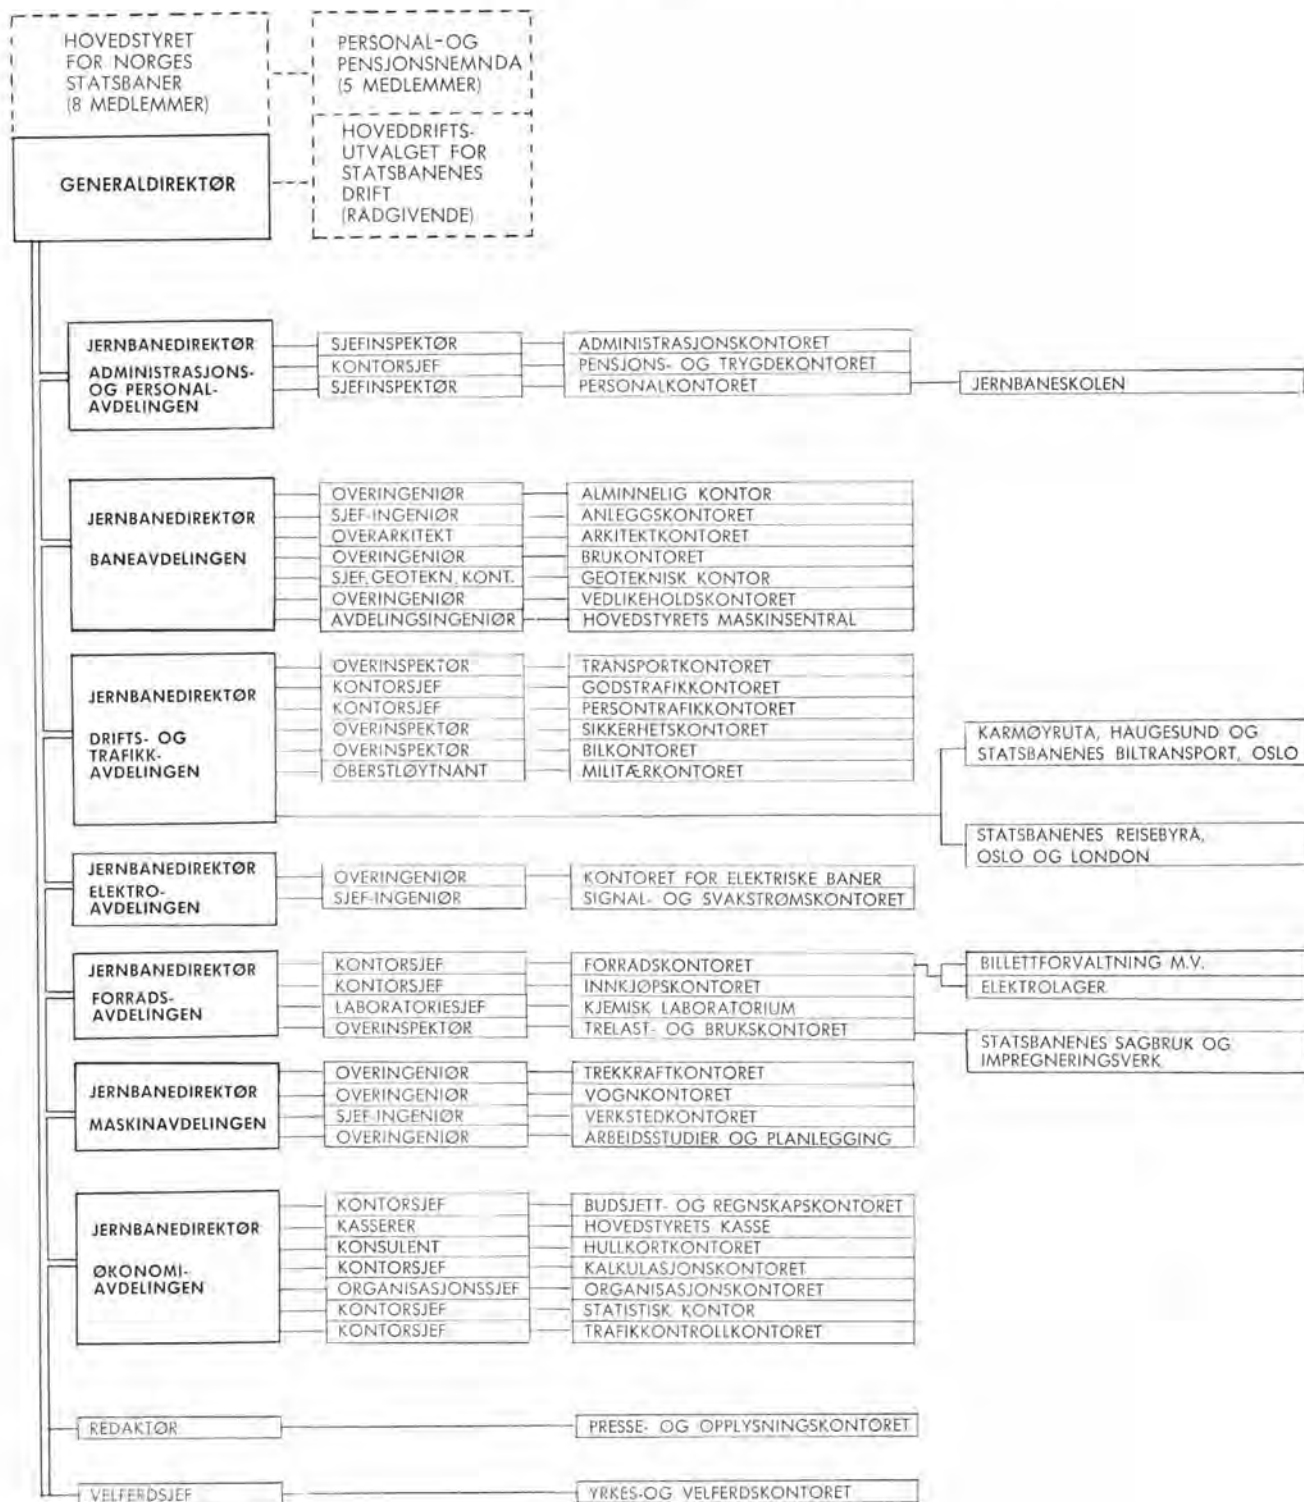 HOVEDSTYRET
FOR NORGES
STATSBANER
(8 MEDLEMMER)
PERSONAL-OG
PENSJONSNEMNDA
(5 MEDLEMMER)
HOVEDDRIFTS-
UTVALGET FOR
STATSBANENES
DRIFT
(RÅDGIVENDE)
GENERALDIREKTØR
JERNBANEDIREKTØR
ADMINISTRASJONS-
OG PERSONAL-
AVDELINGEN
SJEFINSPEKTØR
ADMINISTRASJONSKONTORET
KONTORSJEF
PENSJONS- OG TRYGDEKONTORET
SJEFINSPEKTØR
PERSONALKONTORET
JERNBANESKOLEN
JERNBANEDIREKTØR
BANEAVDELINGEN
OVERINGENIØR
ALMINNELIG KONTOR
SJEF-INGENIØR
ANLEGGSKONTORET
OVERARKITEKT
ARKITEKTKONTORET
OVERINGENIØR
BRUKONTORET
SJEF, GEOTEKN. KONT.
GEOTEKNISK KONTOR
OVERINGENIØR
VEDLIKEHOLDSKONTORET
AVDELINGSINGENIØR
HOVEDSTYRETS MASKINSENTRAL
JERNBANEDIREKTØR
DRIFTS- OG
TRAFIKK-
AVDELINGEN
OVERINSPEKTØR
TRANSPORTKONTORET
KONTORSJEF
GODSTRAFIKKONTORET
KONTORSJEF
PERSONTRAFIKKONTORET
OVERINSPEKTØR
SIKKERHETSKONTORET
OVERINSPEKTØR
BILKONTORET
OBERSTLØYTNANT
MILITÆRKONTORET
KARMØYRUTA, HAUGESUND OG
STATSBANENES BILTRANSPORT, OSLO
STATSBANENES REISEBYRÅ,
OSLO OG LONDON
JERNBANEDIREKTØR
ELEKTRO-
AVDELINGEN
OVERINGENIØR
KONTORET FOR ELEKTRISKE BANER
SJEF-INGENIØR
SIGNAL- OG SVAKSTRØMSKONTORET
JERNBANEDIREKTØR
FORRÅDS-
AVDELINGEN
KONTORSJEF
FORRÅDSKONTORET
KONTORSJEF
INNKJØPSKONTORET
LABORATORIESJEF
KJEMISK LABORATORIUM
OVERINSPEKTØR
TRELAST- OG BRUKSKONTORET
BILLETTFORVALTNING M.V.
ELEKTROLAGER
STATSBANENES SAGBRUK OG
IMPREGNERINGSVERK
JERNBANEDIREKTØR
MASKINAVDELINGEN
OVERINGENIØR
TREKKRAFTKONTORET
OVERINGENIØR
VOGNKONTORET
SJEF-INGENIØR
VERKSTEDKONTORET
OVERINGENIØR
ARBEIDSSTUDIER OG PLANLEGGING
JERNBANEDIREKTØR
ØKONOMI-
AVDELINGEN
KONTORSJEF
BUDSJETT- OG REGNSKAPSKONTORET
KASSERER
HOVEDSTYRETS KASSE
KONSULENT
HULLKORTKONTORET
KONTORSJEF
KALKULASJONSKONTORET
ORGANISASJONSSJEF
ORGANISASJONSKONTORET
KONTORSJEF
STATISTISK KONTOR
KONTORSJEF
TRAFIKKONTROLLKONTORET
REDAKTØR
PRESSE- OG OPPLYSNINGSKONTORET
VELFERDSJEF
YRKES-OG VELFERDSKONTORET